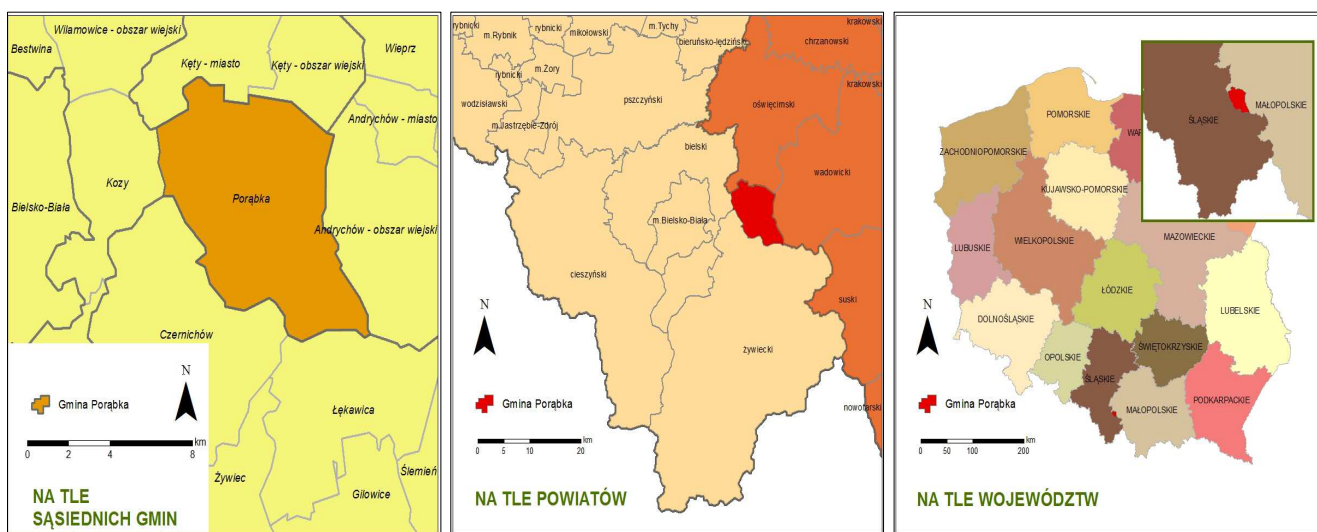 Wilamowice - obszar wiejski
Bestwina
Wieprz
Kęty - miasto
Kęty - obszar wiejski
Andrychów - miasto
Kozy
Porąbka
Bielsko-Biała
Andrychów - obszar wiejski
Czernichów
N
Gmina Porąbka
Łękawica
km
0 2 4 8
Żywiec
Ślemień
Gilowice
NA TLE
SĄSIEDNICH GMIN
rybnicki
m.Rybnik
rybnicki
mikołowski
m.Tychy
bieruńsko-lędziński
krakowski
chrzanowski
rybnicki
m.Żory
krakowski
wodzisławski
pszczyński
oświęcimski
m.Jastrzębie-Zdrój
bielski
wadowicki
m.Bielsko-Biała
cieszyński
suski
N
żywiecki
Gmina Porąbka
nowotarski
km
0 5 10 20
NA TLE POWIATÓW
ŚLĄSKIE
MAŁOPOLSKIE
POMORSKIE
WAR
ZACHODNIOPOMORSKIE
KUJAWSKO-POMORSKIE
LUBUSKIE
WIELKOPOLSKIE
MAZOWIECKIE
ŁÓDZKIE
LUBELSKIE
DOLNOŚLĄSKIE
N
OPOLSKIE
ŚWIĘTOKRZYSKIE
ŚLĄSKIE
Gmina Porąbka
MAŁOPOLSKIE
PODKARPACKIE
km
0 50 100 200
NA TLE WOJEWÓDZTW